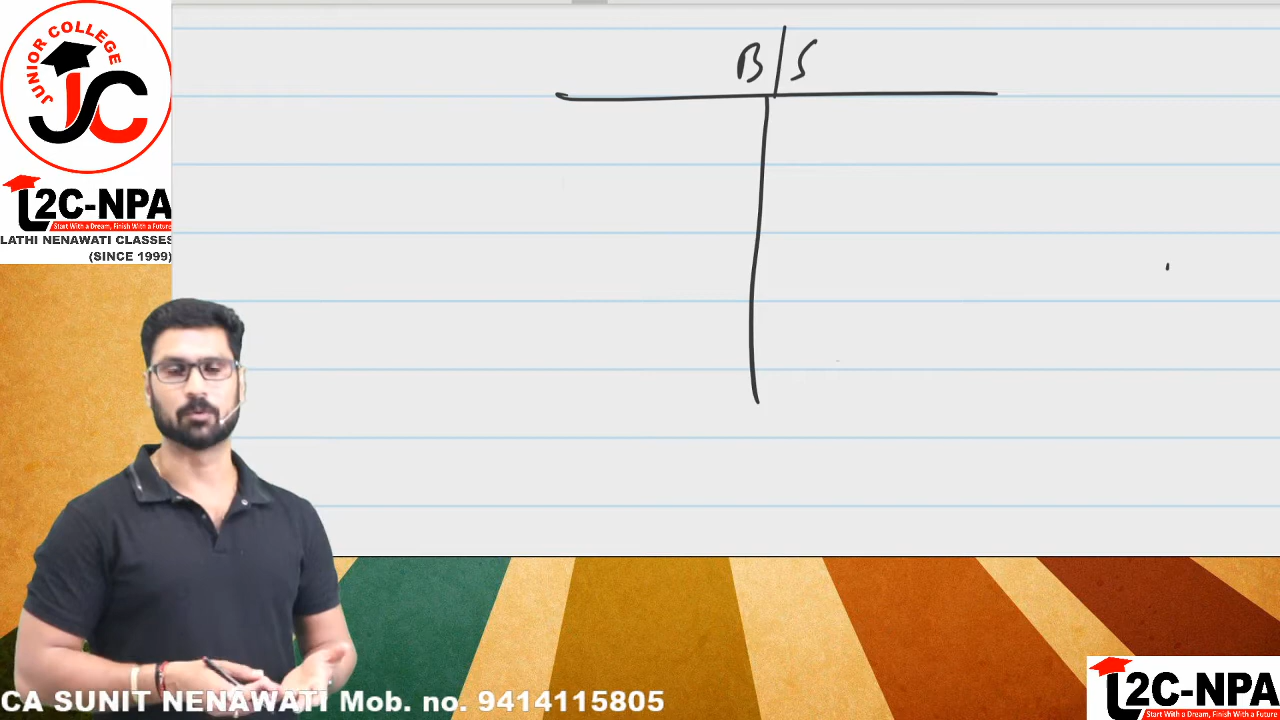 JUNIOR COLLEGE
JC
L2C-NPA
Start With a Dream, Finish With a Future
LATHI NENAWATI CLASSES
(SINCE 1999)
B/S
CA SUNIT NENAWATI Mob. no. 9414115805
L2C-NPA
Start With a Dream, Finish With a Future